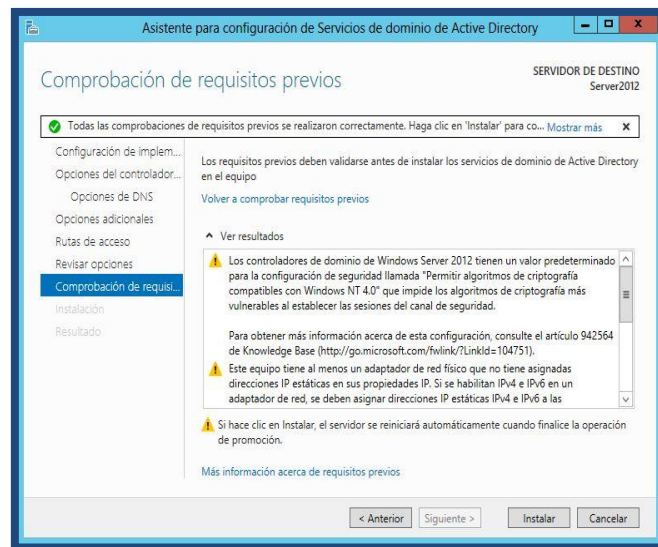 Asistente para configuración de Servicios de dominio de Active Directory
Comprobación de requisitos previos
SERVIDOR DE DESTINO
Server2012
Todas las comprobaciones de requisitos previos se realizaron correctamente. Haga clic en 'Instalar' para co... Mostrar más
Configuración de implem...
Opciones del controlador...
Opciones de DNS
Opciones adicionales
Rutas de acceso
Revisar opciones
Comprobación de requisi...
Instalación
Resultado
Los requisitos previos deben validarse antes de instalar los servicios de dominio de Active Directory
en el equipo
Volver a comprobar requisitos previos
Ver resultados
Los controladores de dominio de Windows Server 2012 tienen un valor predeterminado
para la configuración de seguridad llamada "Permitir algoritmos de criptografía
compatibles con Windows NT 4.0" que impide los algoritmos de criptografía más
vulnerables al establecer las sesiones del canal de seguridad.
Para obtener más información acerca de esta configuración, consulte el artículo 942564
de Knowledge Base (http://go.microsoft.com/fwlink/?LinkId=104751).
Este equipo tiene al menos un adaptador de red físico que no tiene asignadas
direcciones IP estáticas en sus propiedades IP. Si se habilitan IPv4 e IPv6 en un
adaptador de red, se deben asignar direcciones IP estáticas IPv4 e IPv6 a las
Si hace clic en Instalar, el servidor se reiniciará automáticamente cuando finalice la operación
de promoción.
Más información acerca de requisitos previos
< Anterior
Siguiente >
Instalar
Cancelar